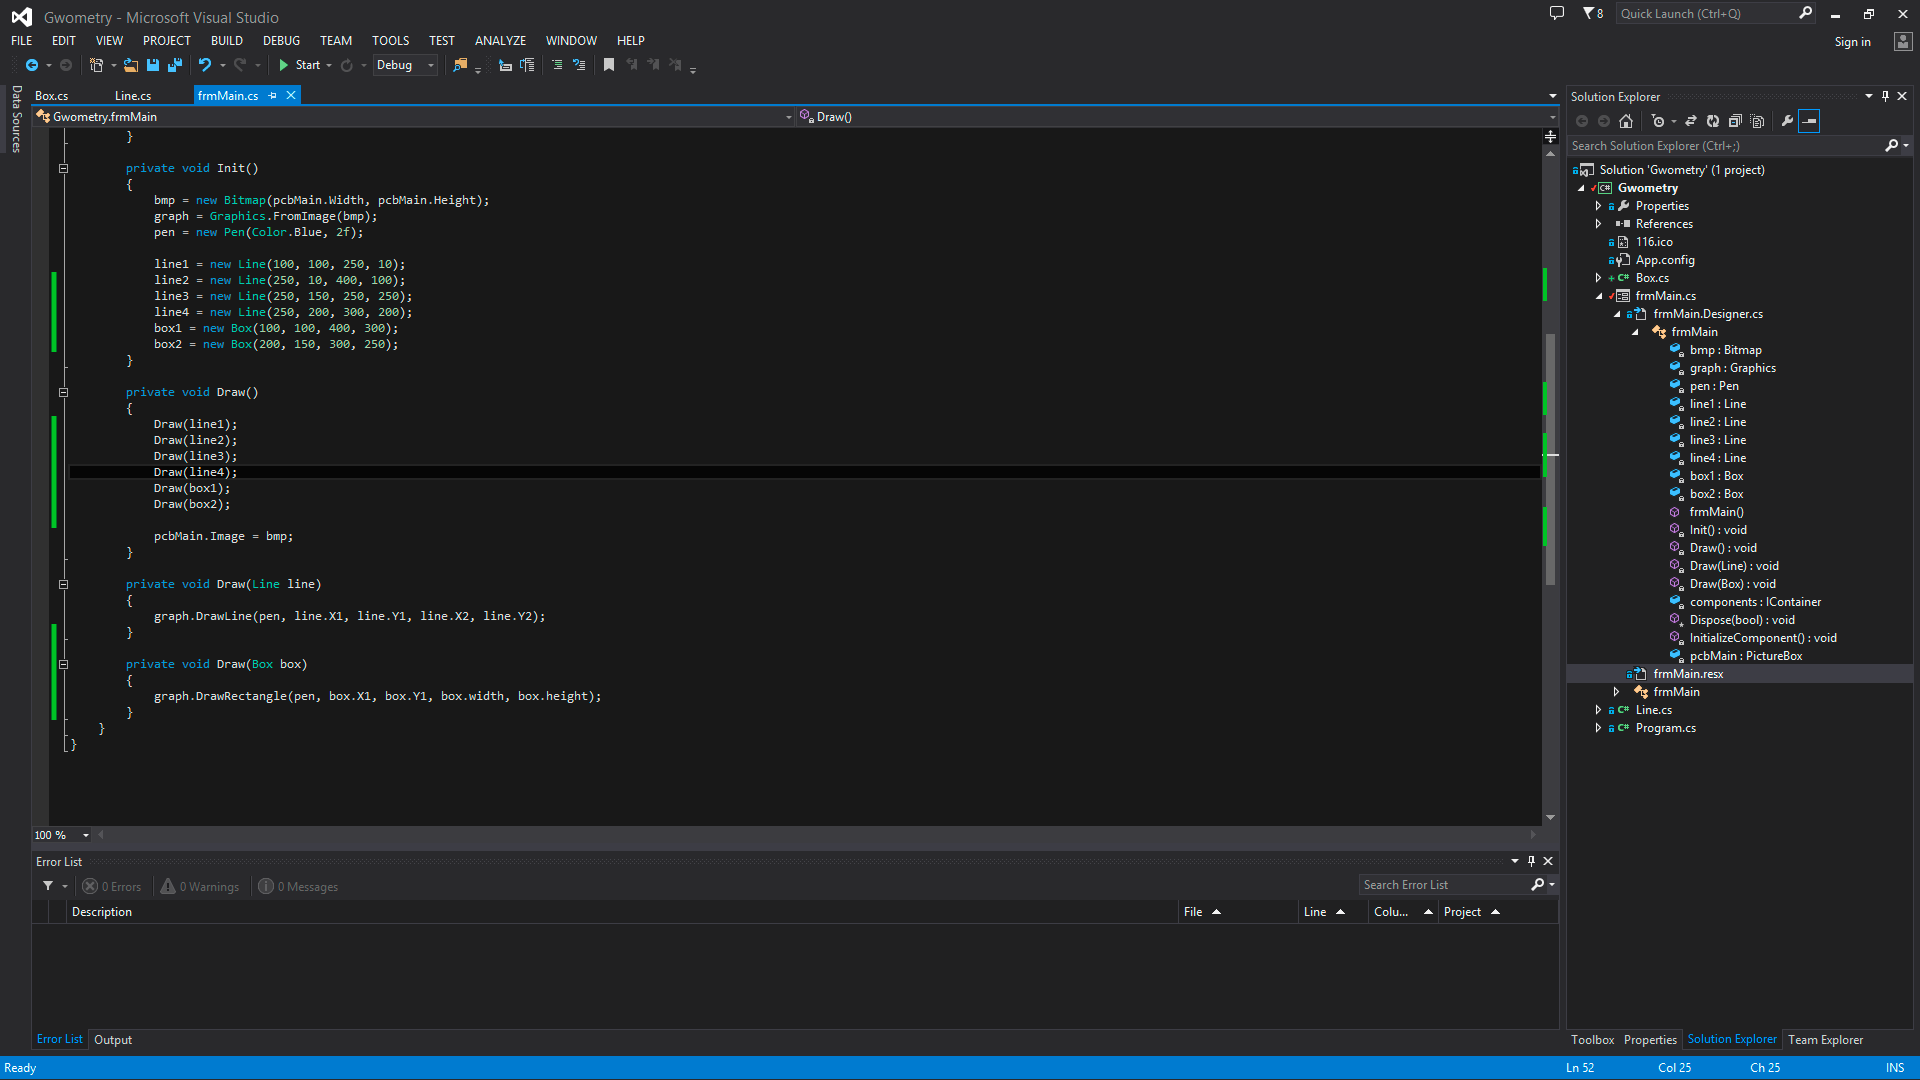 Gwometry - Microsoft Visual Studio
8
Quick Launch (Ctrl+Q)
FILE EDIT VIEW PROJECT BUILD DEBUG TEAM TOOLS TEST ANALYZE WINDOW HELP
Sign in
Start
Debug
Data Sources
Box.cs Line.cs frmMain.cs
Gwometry.frmMain
Draw()
}
private void Init()
{
bmp = new Bitmap(pcbMain.Width, pcbMain.Height);
graph = Graphics.FromImage(bmp);
pen = new Pen(Color.Blue, 2f);
line1 = new Line(100, 100, 250, 10);
line2 = new Line(250, 10, 400, 100);
line3 = new Line(250, 150, 250, 250);
line4 = new Line(250, 200, 300, 200);
box1 = new Box(100, 100, 400, 300);
box2 = new Box(200, 150, 300, 250);
}
private void Draw()
{
Draw(line1);
Draw(line2);
Draw(line3);
Draw(line4);
Draw(box1);
Draw(box2);
pcbMain.Image = bmp;
}
private void Draw(Line line)
{
graph.DrawLine(pen, line.X1, line.Y1, line.X2, line.Y2);
}
private void Draw(Box box)
{
graph.DrawRectangle(pen, box.X1, box.Y1, box.width, box.height);
}
}
}
100 %
Error List
0 Errors
0 Warnings
0 Messages
Search Error List
Description File Line Colu... Project
Error List Output
Solution Explorer
Search Solution Explorer (Ctrl+;)
Solution 'Gwometry' (1 project)
C# Gwometry
Properties
References
116.ico
App.config
C# Box.cs
frmMain.cs
frmMain.Designer.cs
frmMain
bmp : Bitmap
graph : Graphics
pen : Pen
line1 : Line
line2 : Line
line3 : Line
line4 : Line
box1 : Box
box2 : Box
frmMain()
Init() : void
Draw() : void
Draw(Line) : void
Draw(Box) : void
components : IContainer
Dispose(bool) : void
InitializeComponent() : void
pcbMain : PictureBox
frmMain.resx
frmMain
C# Line.cs
C# Program.cs
Toolbox Properties Solution Explorer Team Explorer
Ready
Ln 52 Col 25 Ch 25 INS